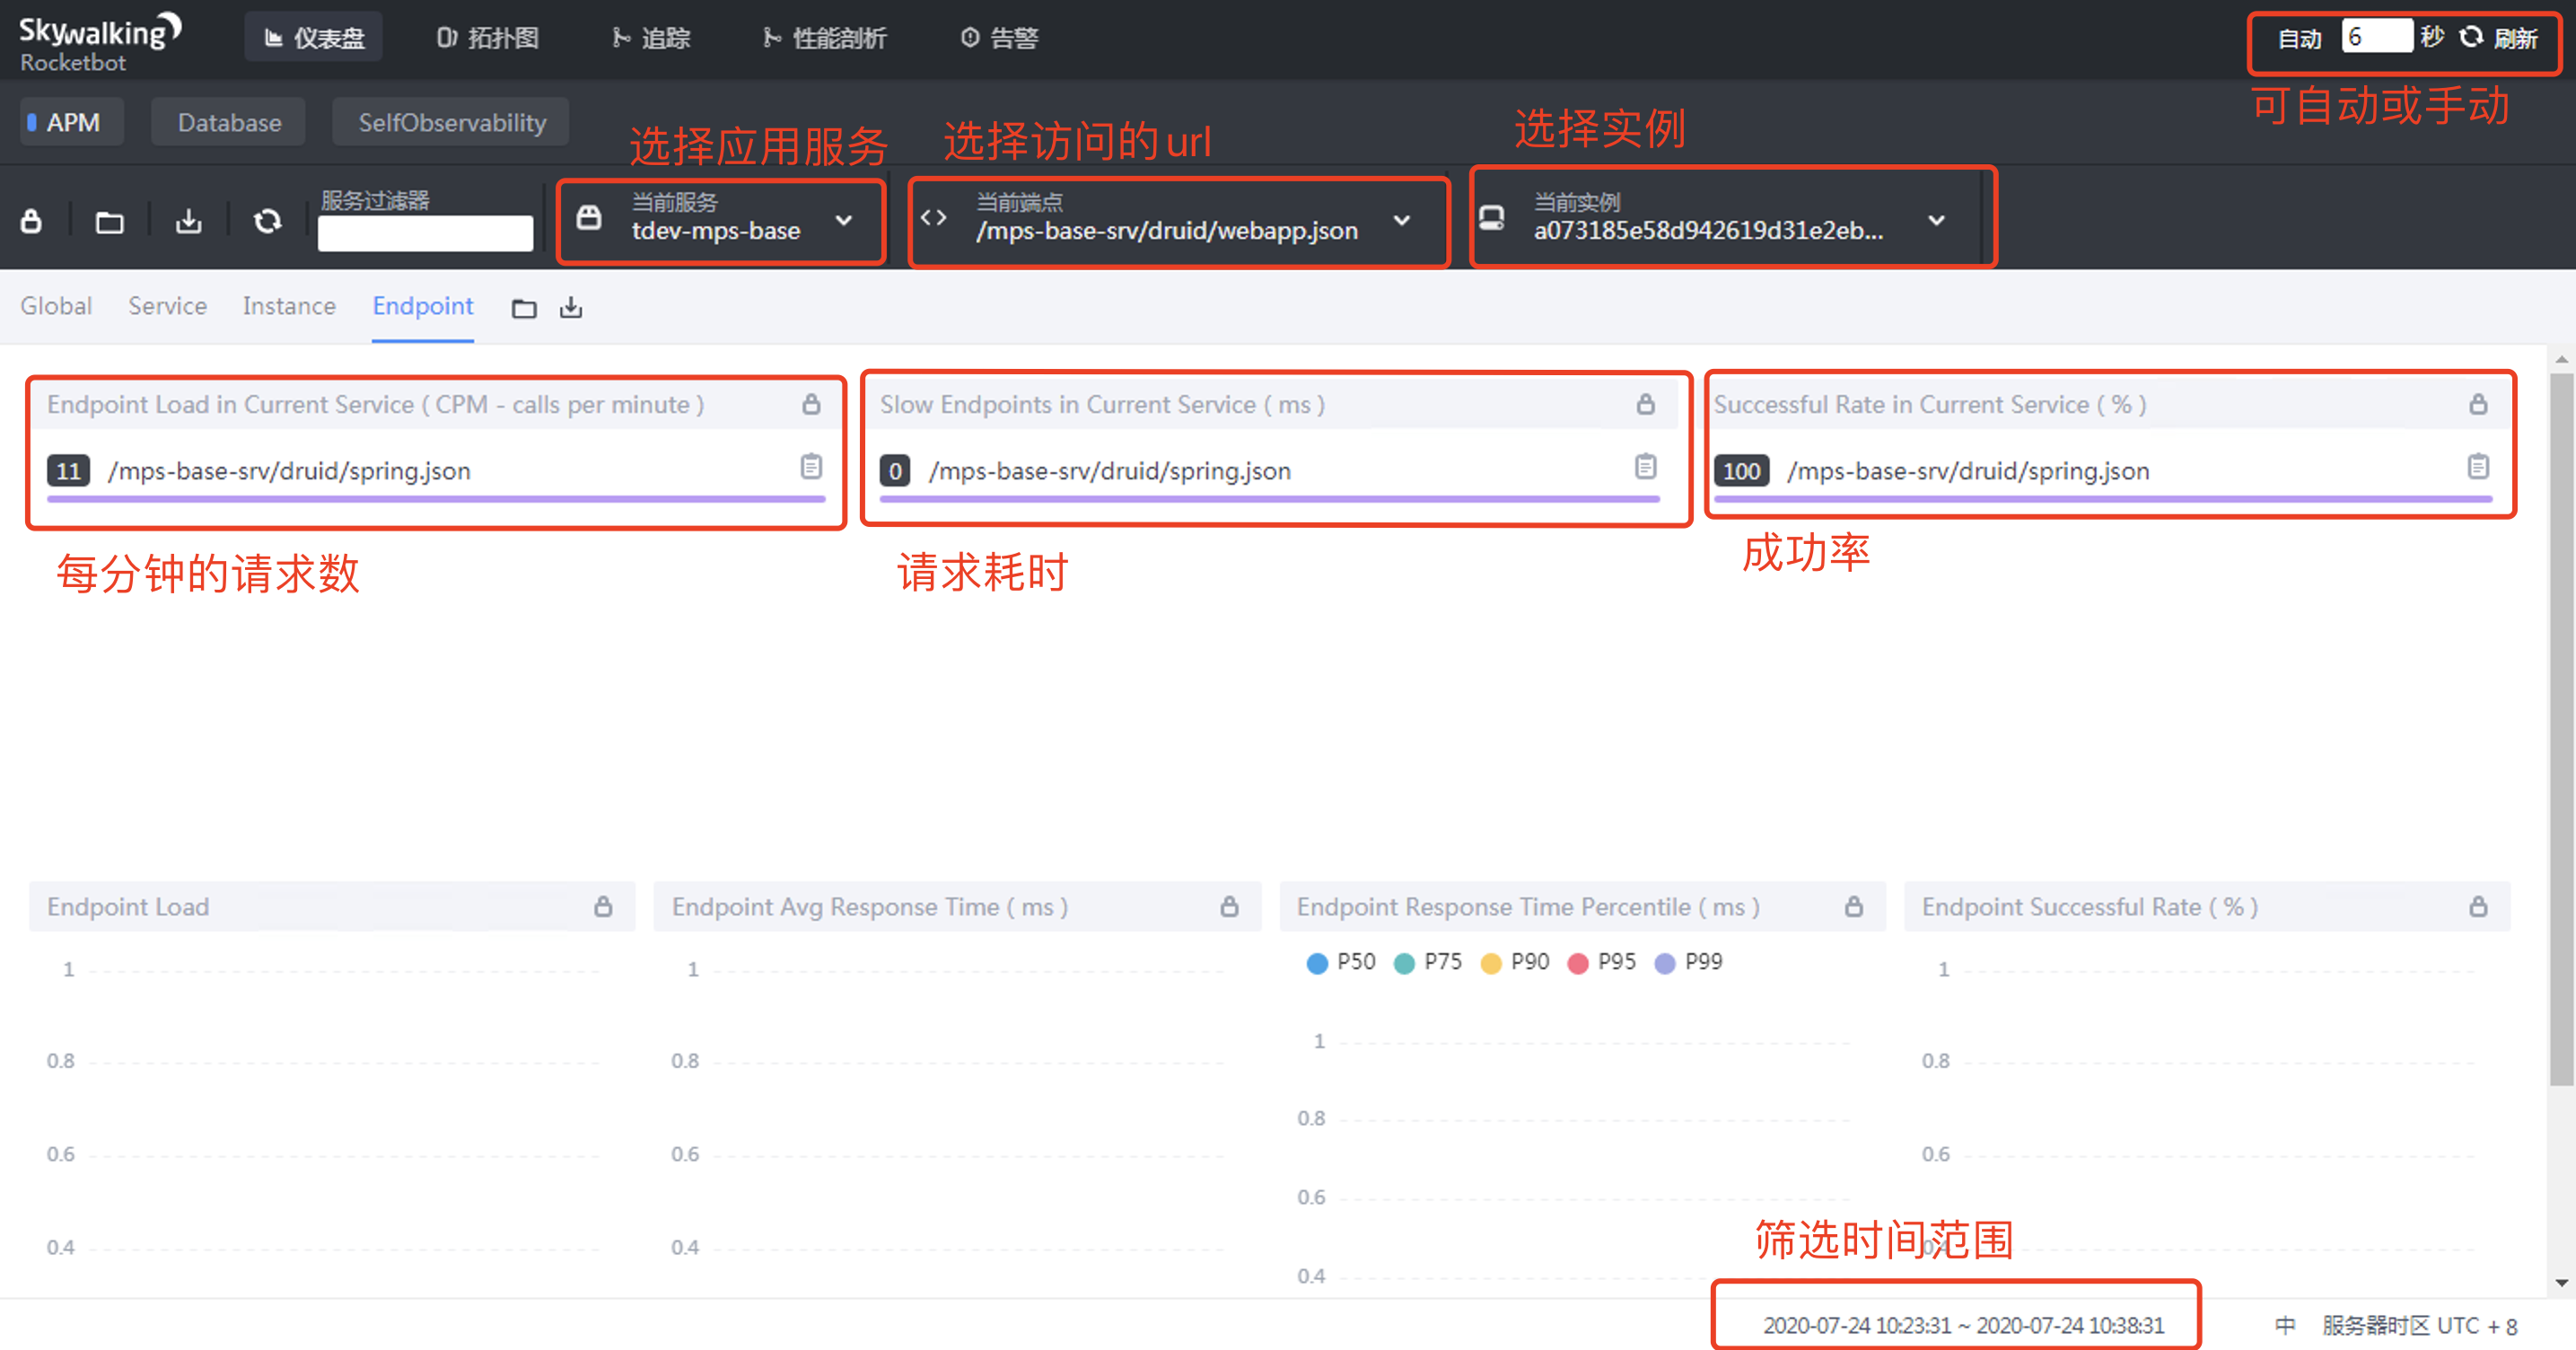 Skywalking
Rocketbot
仪表盘
拓扑图
追踪
性能剖析
告警
自动 6 秒 刷新
可自动或手动
APM
Database
SelfObservability
选择应用服务
选择访问的url
选择实例
服务过滤器
当前服务
tdev-mps-base
当前端点
/mps-base-srv/druid/webapp.json
当前实例
a073185e58d942619d31e2eb...
Global
Service
Instance
Endpoint
Endpoint Load in Current Service ( CPM - calls per minute )
11 /mps-base-srv/druid/spring.json
每分钟的请求数
Slow Endpoints in Current Service ( ms )
0 /mps-base-srv/druid/spring.json
请求耗时
Successful Rate in Current Service ( % )
100 /mps-base-srv/druid/spring.json
成功率
Endpoint Load
1
0.8
0.6
0.4
Endpoint Avg Response Time ( ms )
1
0.8
0.6
0.4
Endpoint Response Time Percentile ( ms )
P50 P75 P90 P95 P99
1
0.8
0.6
0.4
Endpoint Successful Rate ( % )
1
0.8
0.6
0.4
筛选时间范围
2020-07-24 10:23:31 ~ 2020-07-24 10:38:31
中
服务器时区 UTC + 8